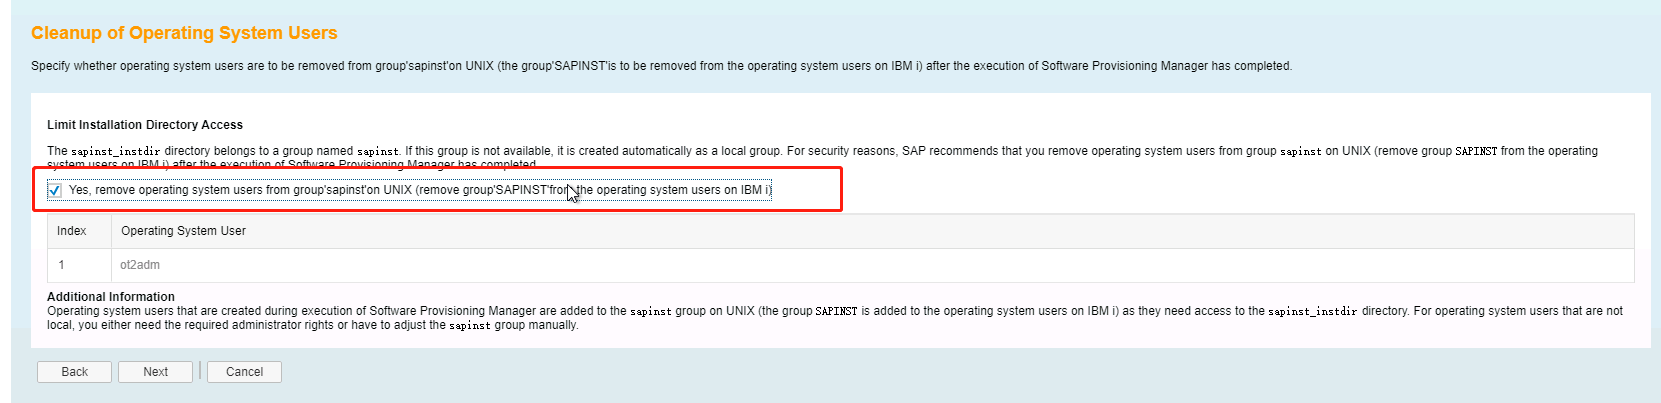 Cleanup of Operating System Users
Specify whether operating system users are to be removed from group'sapinst'on UNIX (the group'SAPINST'is to be removed from the operating system users on IBM i) after the execution of Software Provisioning Manager has completed.
Limit Installation Directory Access
The sapinst_instdir directory belongs to a group named sapinst. If this group is not available, it is created automatically as a local group. For security reasons, SAP recommends that you remove operating system users from group sapinst on UNIX (remove group SAPINST from the operating
system users on IBM i) after the execution of Software Provisioning Manager has completed.
Yes, remove operating system users from group'sapinst'on UNIX (remove group'SAPINST'from the operating system users on IBM i)
Index Operating System User
1 ot2adm
Additional Information
Operating system users that are created during execution of Software Provisioning Manager are added to the sapinst group on UNIX (the group SAPINST is added to the operating system users on IBM i) as they need access to the sapinst_instdir directory. For operating system users that are not
local, you either need the required administrator rights or have to adjust the sapinst group manually.
Back Next Cancel